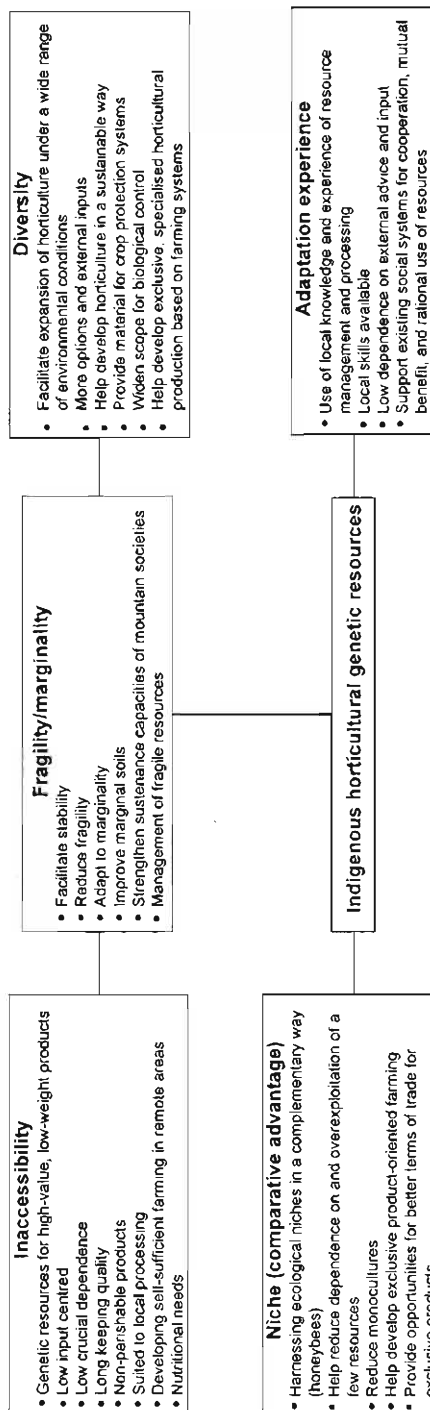 Inaccessibility
• Genetic resources for high-value, low-weight products
• Low input centred
• Low crucial dependence
• Long keeping quality
• Non-perishable products
• Suited to local processing
• Developing self-sufficient farming in remote areas
• Nutritional needs
Fragility/marginality
• Facilitate stability
• Reduce fragility
• Adapt to marginality
• Improve marginal soils
• Strengthen sustenance capacities of mountain societies
• Management of fragile resources
Diversity
• Facilitate expansion of horticulture under a wide range
of environmental conditions
• More options and external inputs
• Help develop horticulture in a sustainable way
• Provide material for crop protection systems
• Widen scope for biological control
• Help develop exclusive, specialised horticultural
production based on farming systems
Niche (comparative advantage)
• Harnessing ecological niches in a complementary way
(honeybees)
• Help reduce dependence on and overexploitation of a
few resources
• Reduce monocultures
• Help develop exclusive product-oriented farming
• Provide opportunities for better terms of trade for
exclusive products
Indigenous horticultural genetic resources
Adaptation experience
• Use of local knowledge and experience of resource
management and processing
• Local skills available
• Low dependence on external advice and input
• Support existing social systems for cooperation, mutual
benefit, and rational use of resources